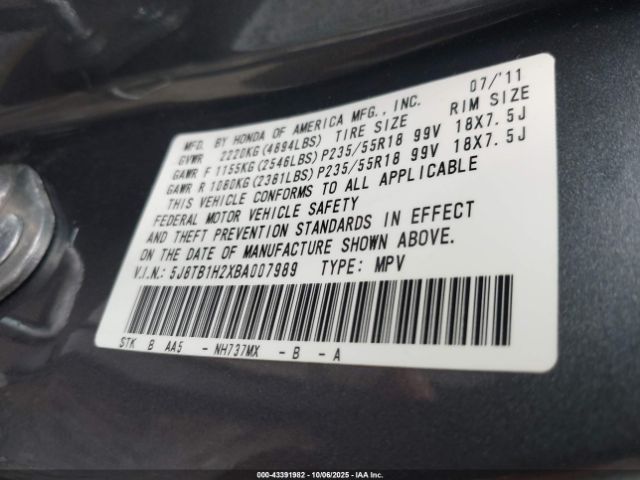 07/'11
MFD. BY HONDA OF AMERICA MFG., INC.
GVWR 2220KG(4894LBS) TIRE SIZE RIM SIZE
GAWR F 1155KG(2546LBS)P235/55R18 99V 18X7.5J
GAWR R 1080KG(2381LBS)P235/55R18 99V 18X7.5J
THIS VEHICLE CONFORMS TO ALL APPLICABLE
FEDERAL MOTOR VEHICLE SAFETY
AND THEFT PREVENTION STANDARDS IN EFFECT
ON THE DATE OF MANUFACTURE SHOWN ABOVE.
V.I.N.: 5J8TB1H2XBA007989 TYPE: MPV
STK B AA5 -NH737MX -B -A
000-43391982 | 10/06/2025 | IAA Inc.